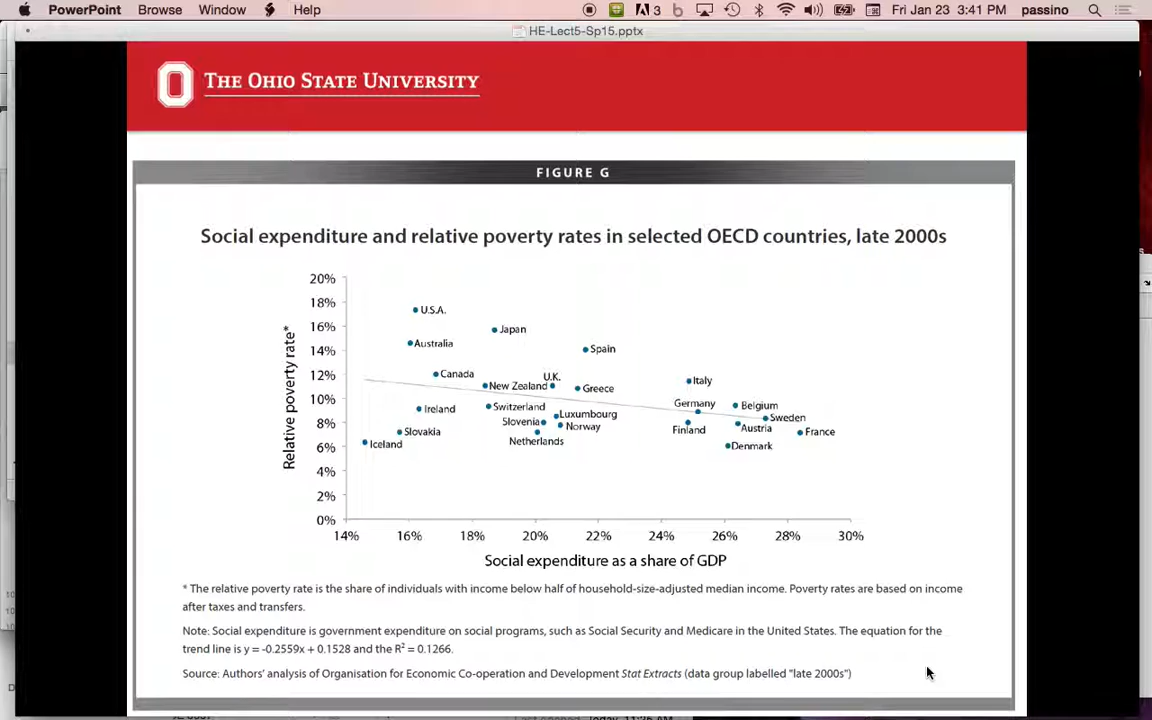 PowerPoint Browse Window Help 3 Fri Jan 23 3:41 PM passino
HE-Lect5-Sp15.pptx
THE OHIO STATE UNIVERSITY
FIGURE G
Social expenditure and relative poverty rates in selected OECD countries, late 2000s
Relative poverty rate*
20%
18%
16%
14%
12%
10%
8%
6%
4%
2%
0%
U.S.A.
Japan
Australia
Spain
Canada
U.K.
Italy
New Zealand
Greece
Ireland
Switzerland
Germany
Belgium
Luxembourg
Sweden
Slovenia
Norway
Slovakia
Finland
Austria
France
Iceland
Netherlands
Denmark
14% 16% 18% 20% 22% 24% 26% 28% 30%
Social expenditure as a share of GDP
* The relative poverty rate is the share of individuals with income below half of household-size-adjusted median income. Poverty rates are based on income
after taxes and transfers.
Note: Social expenditure is government expenditure on social programs, such as Social Security and Medicare in the United States. The equation for the
trend line is y = -0.2559x + 0.1528 and the R² = 0.1266.
Source: Authors' analysis of Organisation for Economic Co-operation and Development Stat Extracts (data group labelled "late 2000s")